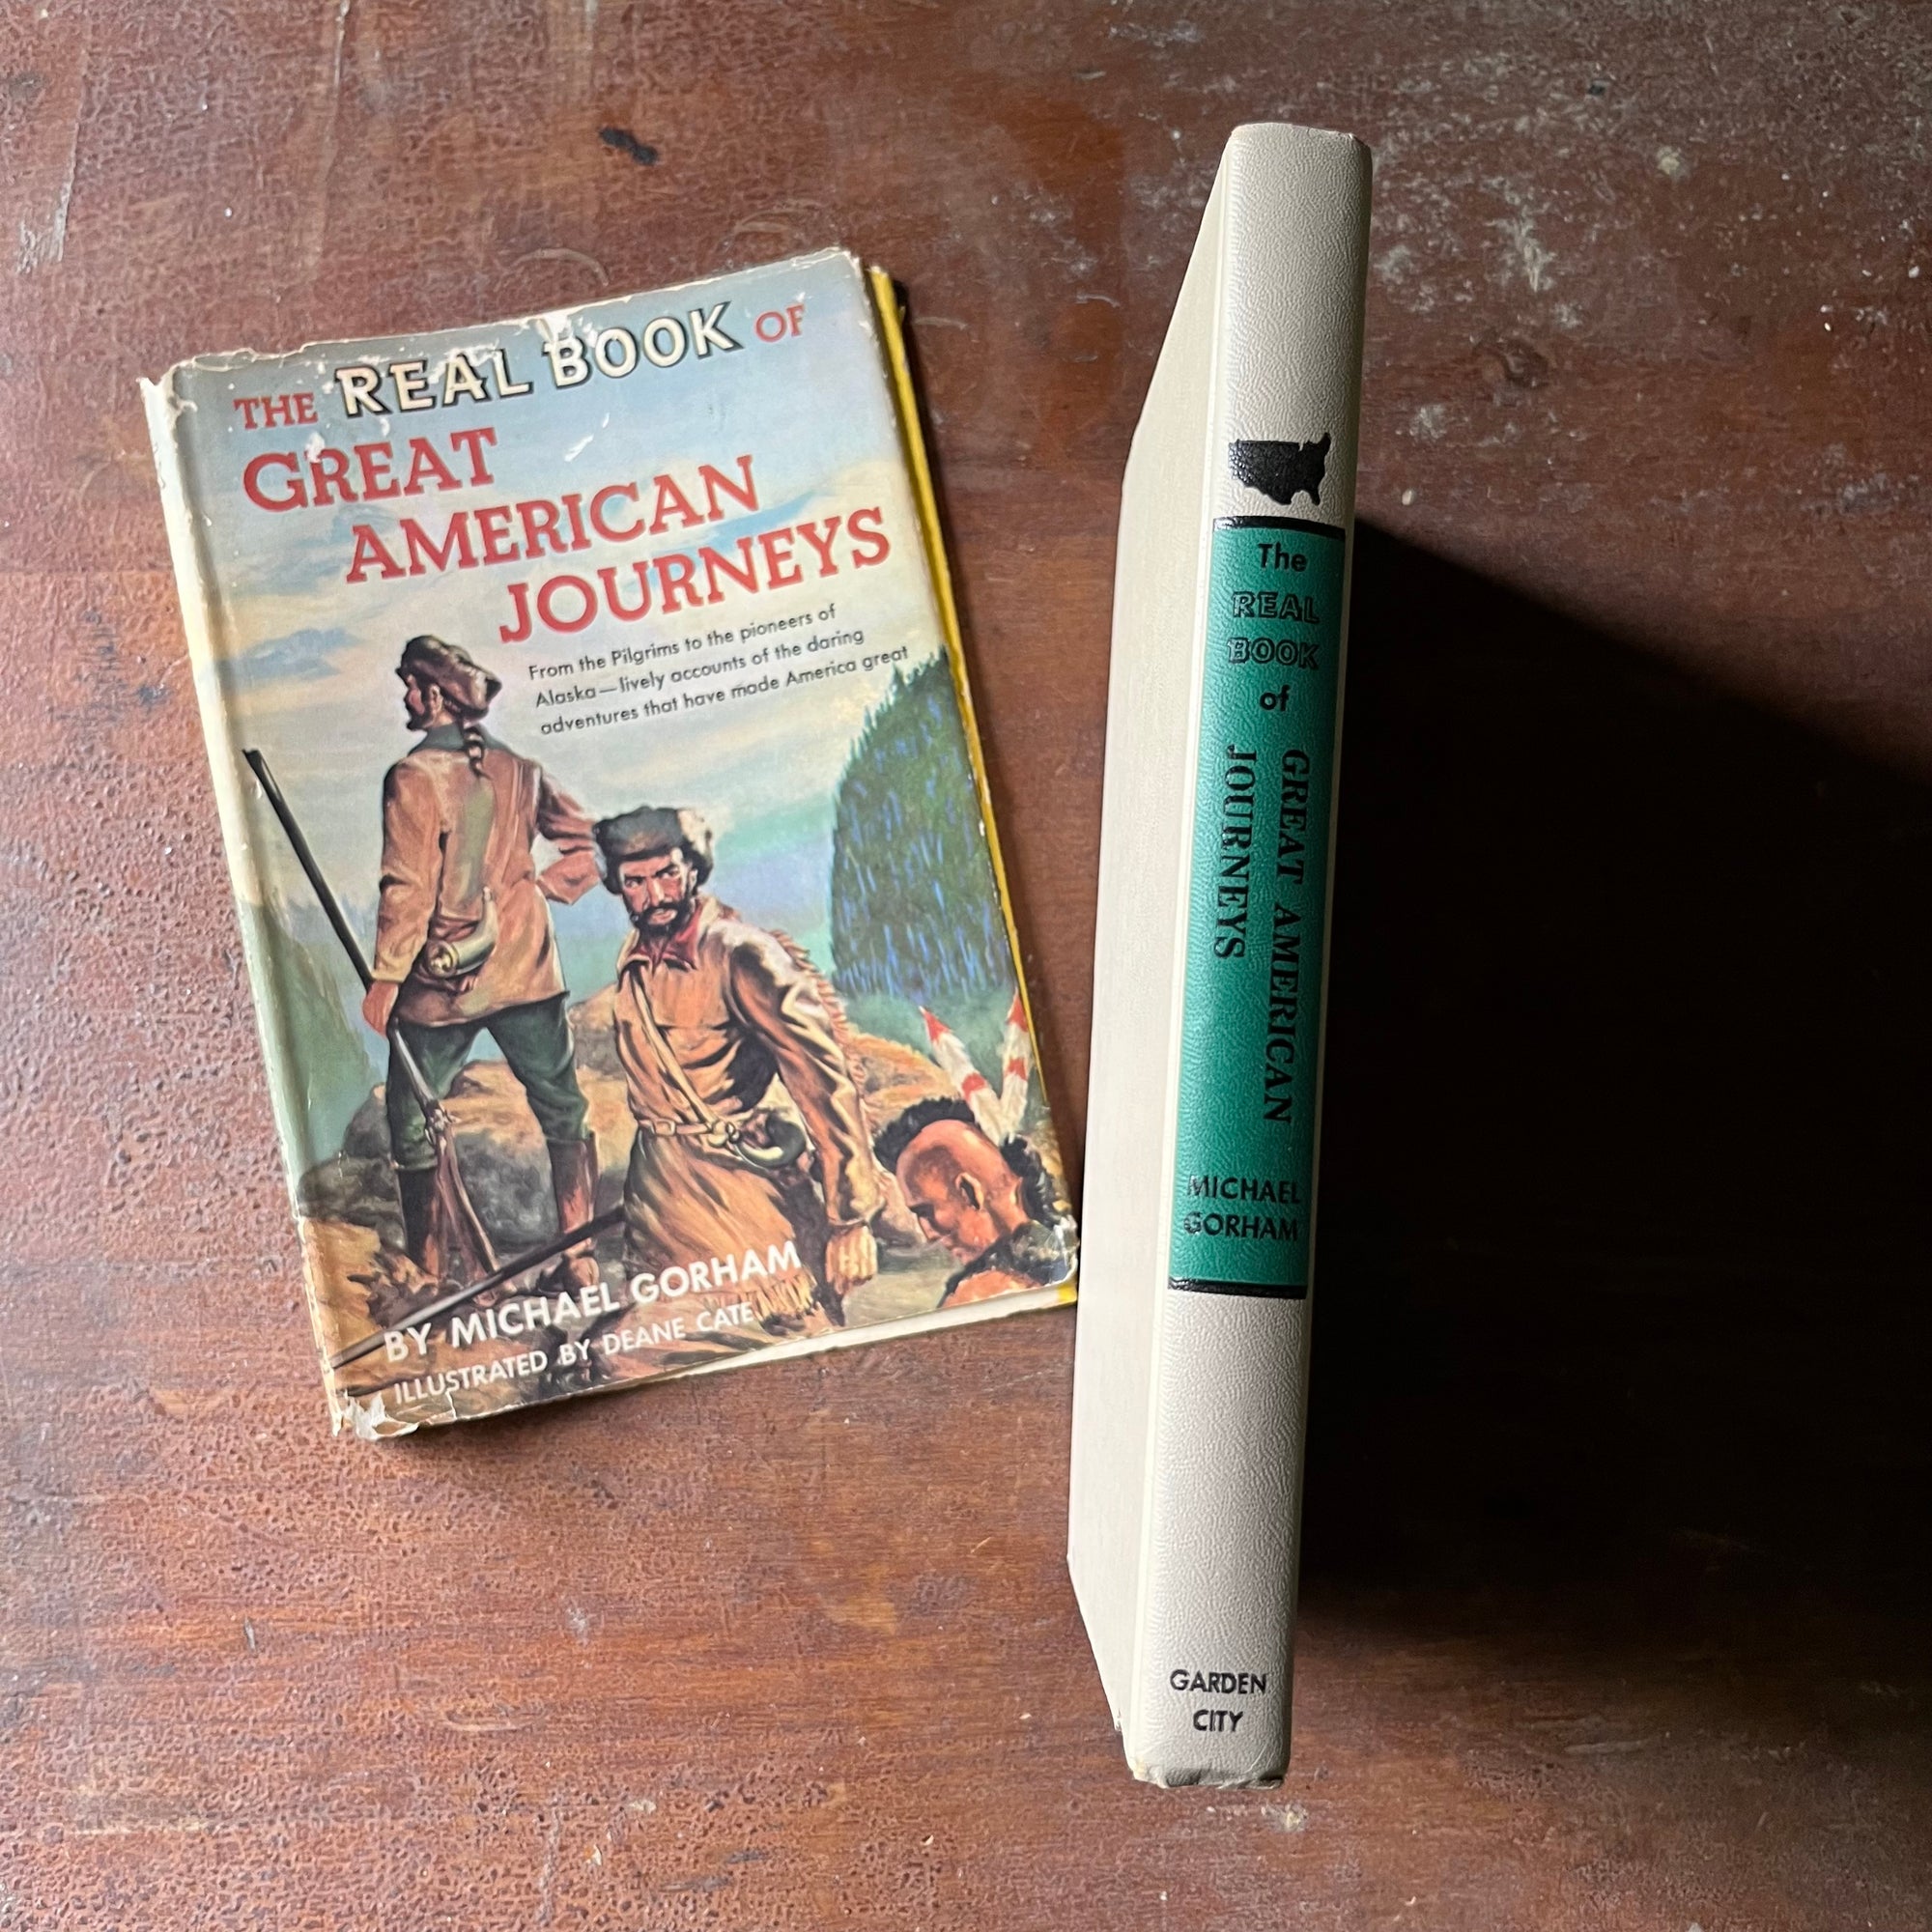 THE REAL BOOK OF
GREAT
AMERICAN
JOURNEYS
From the Pilgrims to the pioneers of
Alaska—lively accounts of the daring
adventures that have made America great
BY MICHAEL GORHAM
ILLUSTRATED BY DEANE CATE
The
REAL
BOOK
of
GREAT AMERICAN
JOURNEYS
MICHAEL
GORHAM
GARDEN
CITY